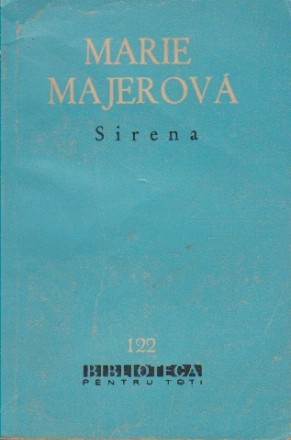 MARIE
MAJEROVÁ
Sirena
122
BIBLIOTECA
PENTRU TOȚI